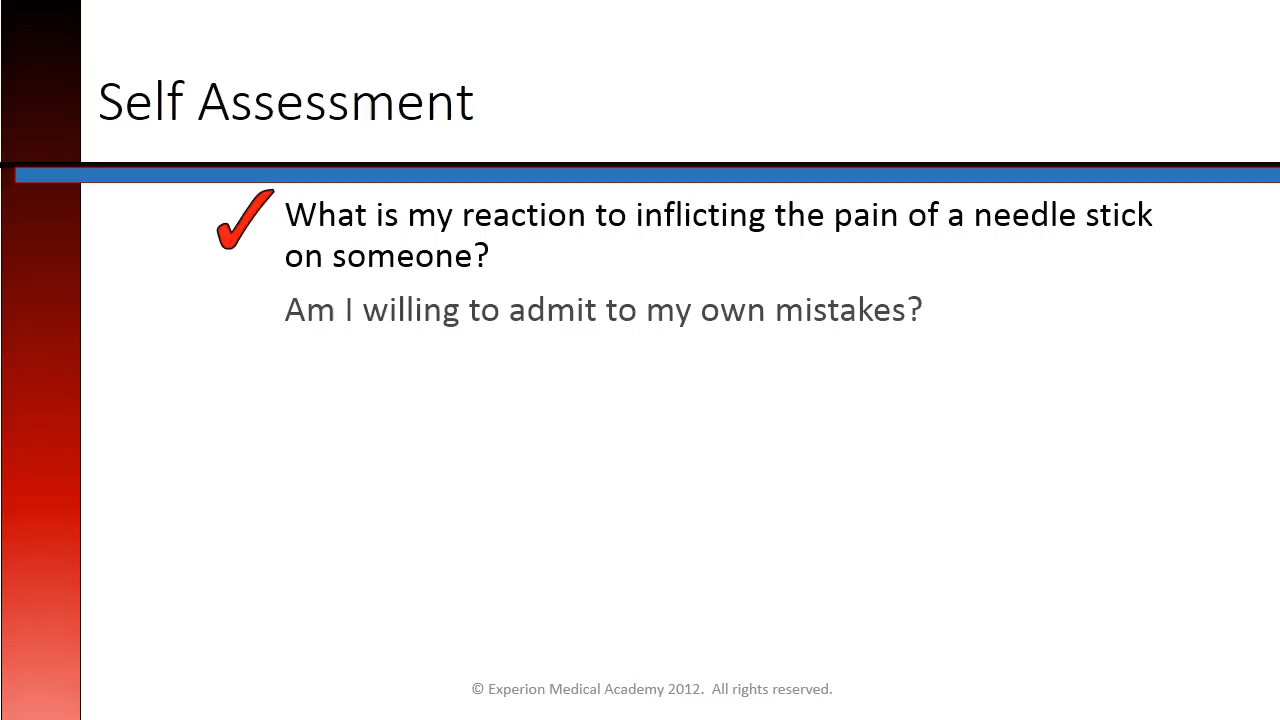 Self Assessment
What is my reaction to inflicting the pain of a needle stick
on someone?
Am I willing to admit to my own mistakes?
© Experion Medical Academy 2012.  All rights reserved.